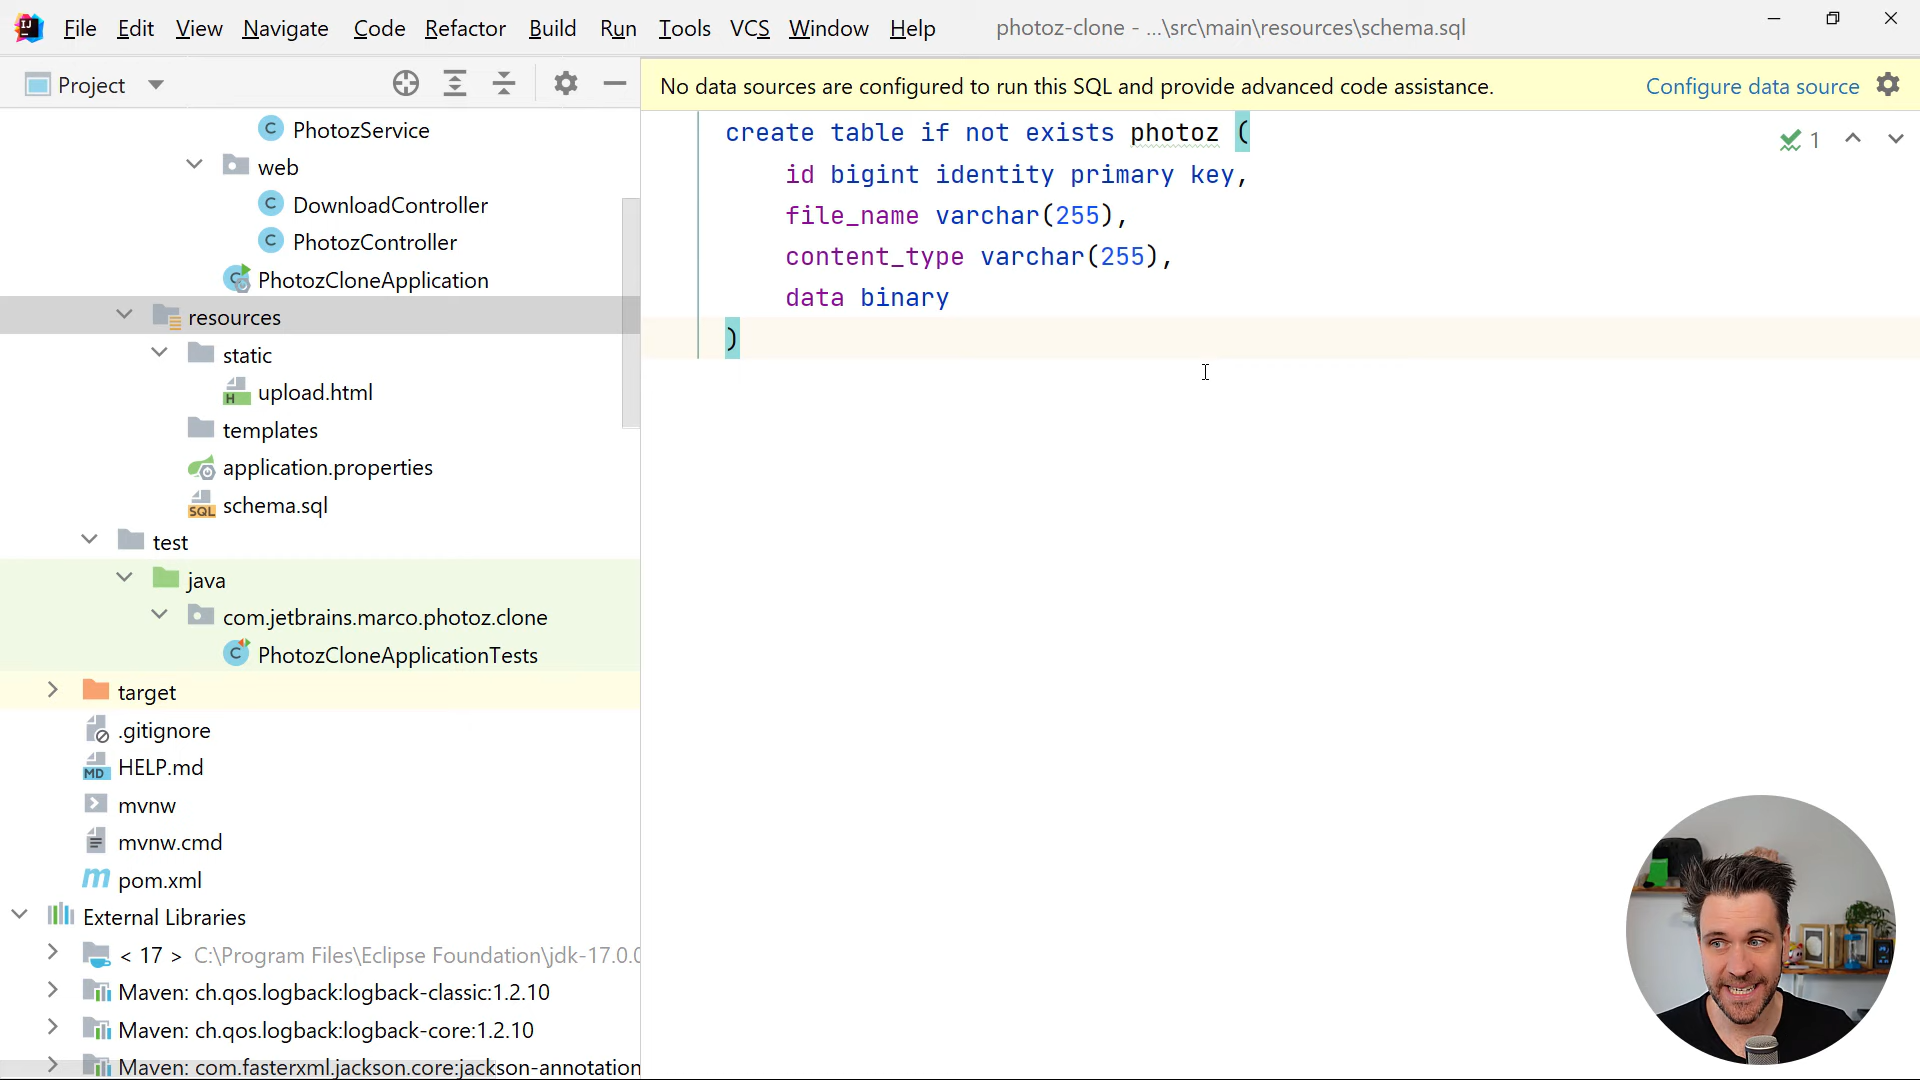 File Edit View Navigate Code Refactor Build Run Tools VCS Window Help photoz-clone - ...\src\main\resources\schema.sql
Project
PhotozService
web
DownloadController
PhotozController
PhotozCloneApplication
resources
static
upload.html
templates
application.properties
schema.sql
test
java
com.jetbrains.marco.photoz.clone
PhotozCloneApplicationTests
target
.gitignore
HELP.md
mvnw
mvnw.cmd
pom.xml
External Libraries
< 17 > C:\Program Files\Eclipse Foundation\jdk-17.0.0
Maven: ch.qos.logback:logback-classic:1.2.10
Maven: ch.qos.logback:logback-core:1.2.10
Maven: com.fasterxml.jackson.core:jackson-annotation
No data sources are configured to run this SQL and provide advanced code assistance. Configure data source
create table if not exists photoz (
id bigint identity primary key,
file_name varchar(255),
content_type varchar(255),
data binary
)
1